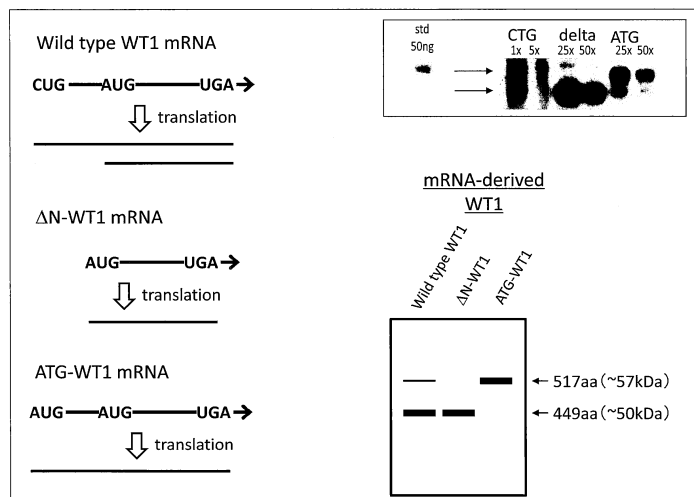 Wild type WT1 mRNA
CUG AUG UGA
translation
ΔN-WT1 mRNA
AUG UGA
translation
ATG-WT1 mRNA
AUG AUG UGA
translation
std
50ng
CTG delta ATG
1x 5x 25x 50x 25x 50x
mRNA-derived
WT1
Wild type WT1
ΔN-WT1
ATG-WT1
517aa(~57kDa)
449aa(~50kDa)